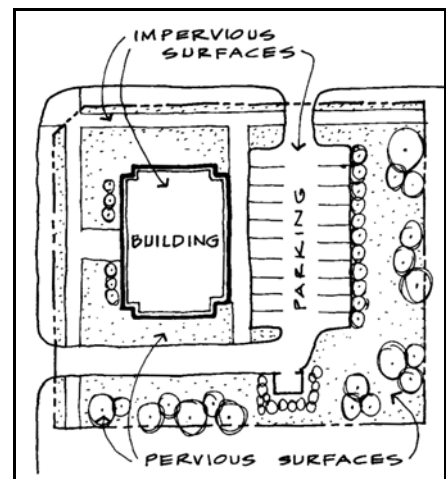 IMPERVIOUS
SURFACES
BUILDING
PARKING
PERVIOUS SURFACES